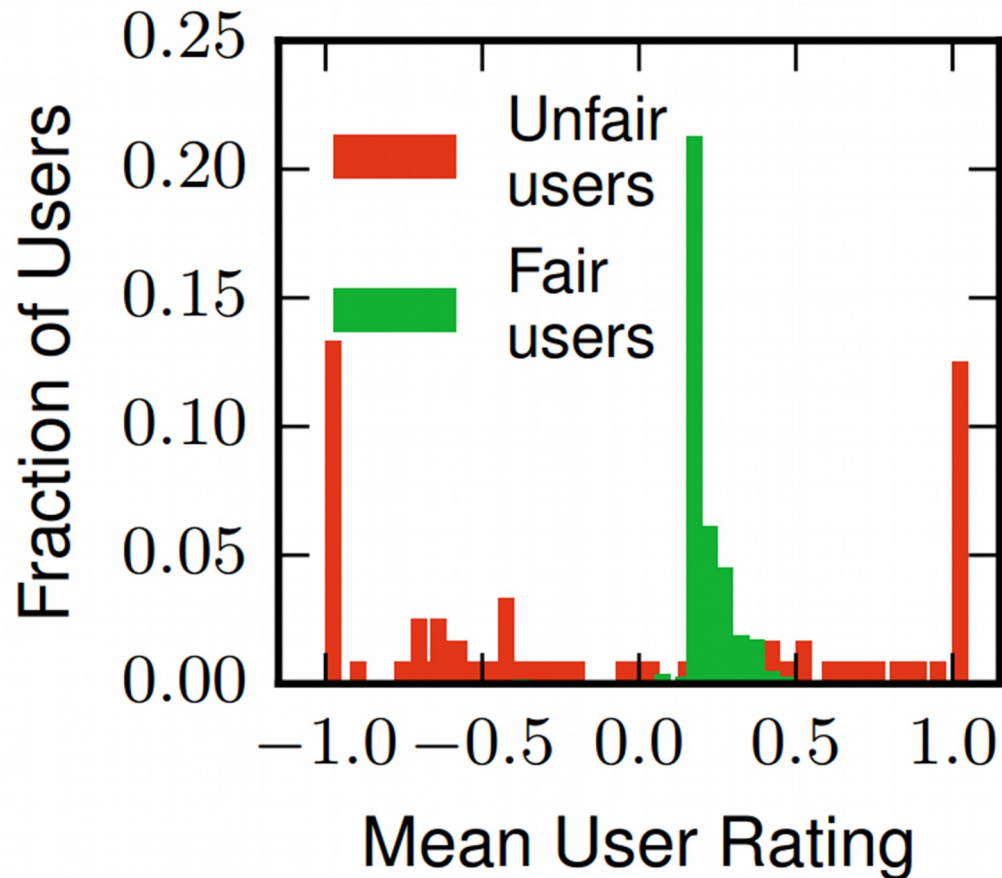 0.25
0.20
0.15
0.10
0.05
0.00
Fraction of Users
Unfair
users
Fair
users
−1.0 −0.5 0.0 0.5 1.0
Mean User Rating